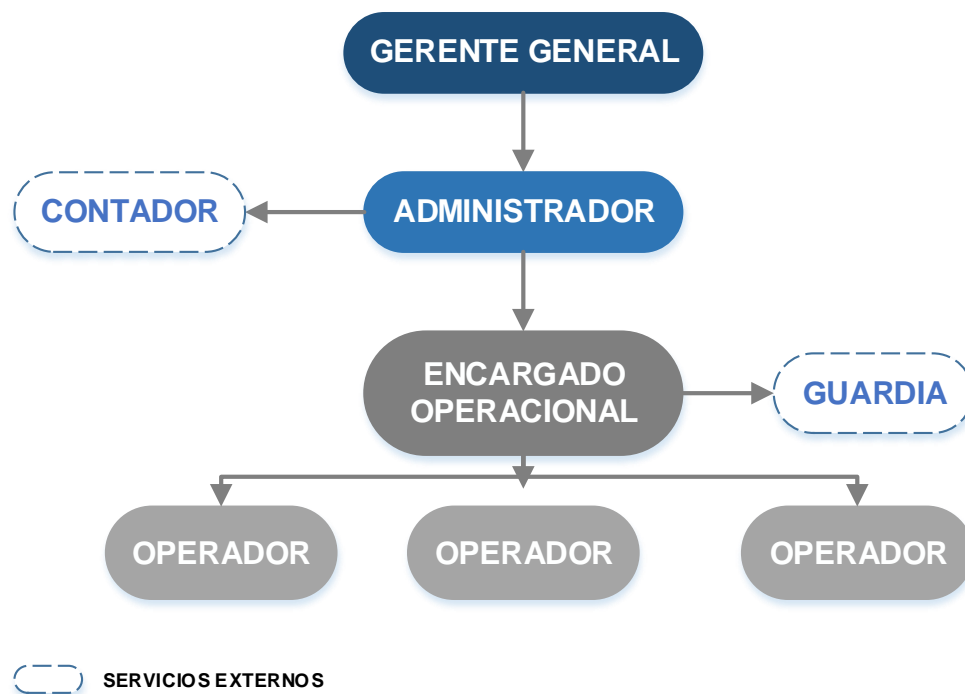 GERENTE GENERAL
CONTADOR
ADMINISTRADOR
ENCARGADO
OPERACIONAL
GUARDIA
OPERADOR
OPERADOR
OPERADOR
SERVICIOS EXTERNOS